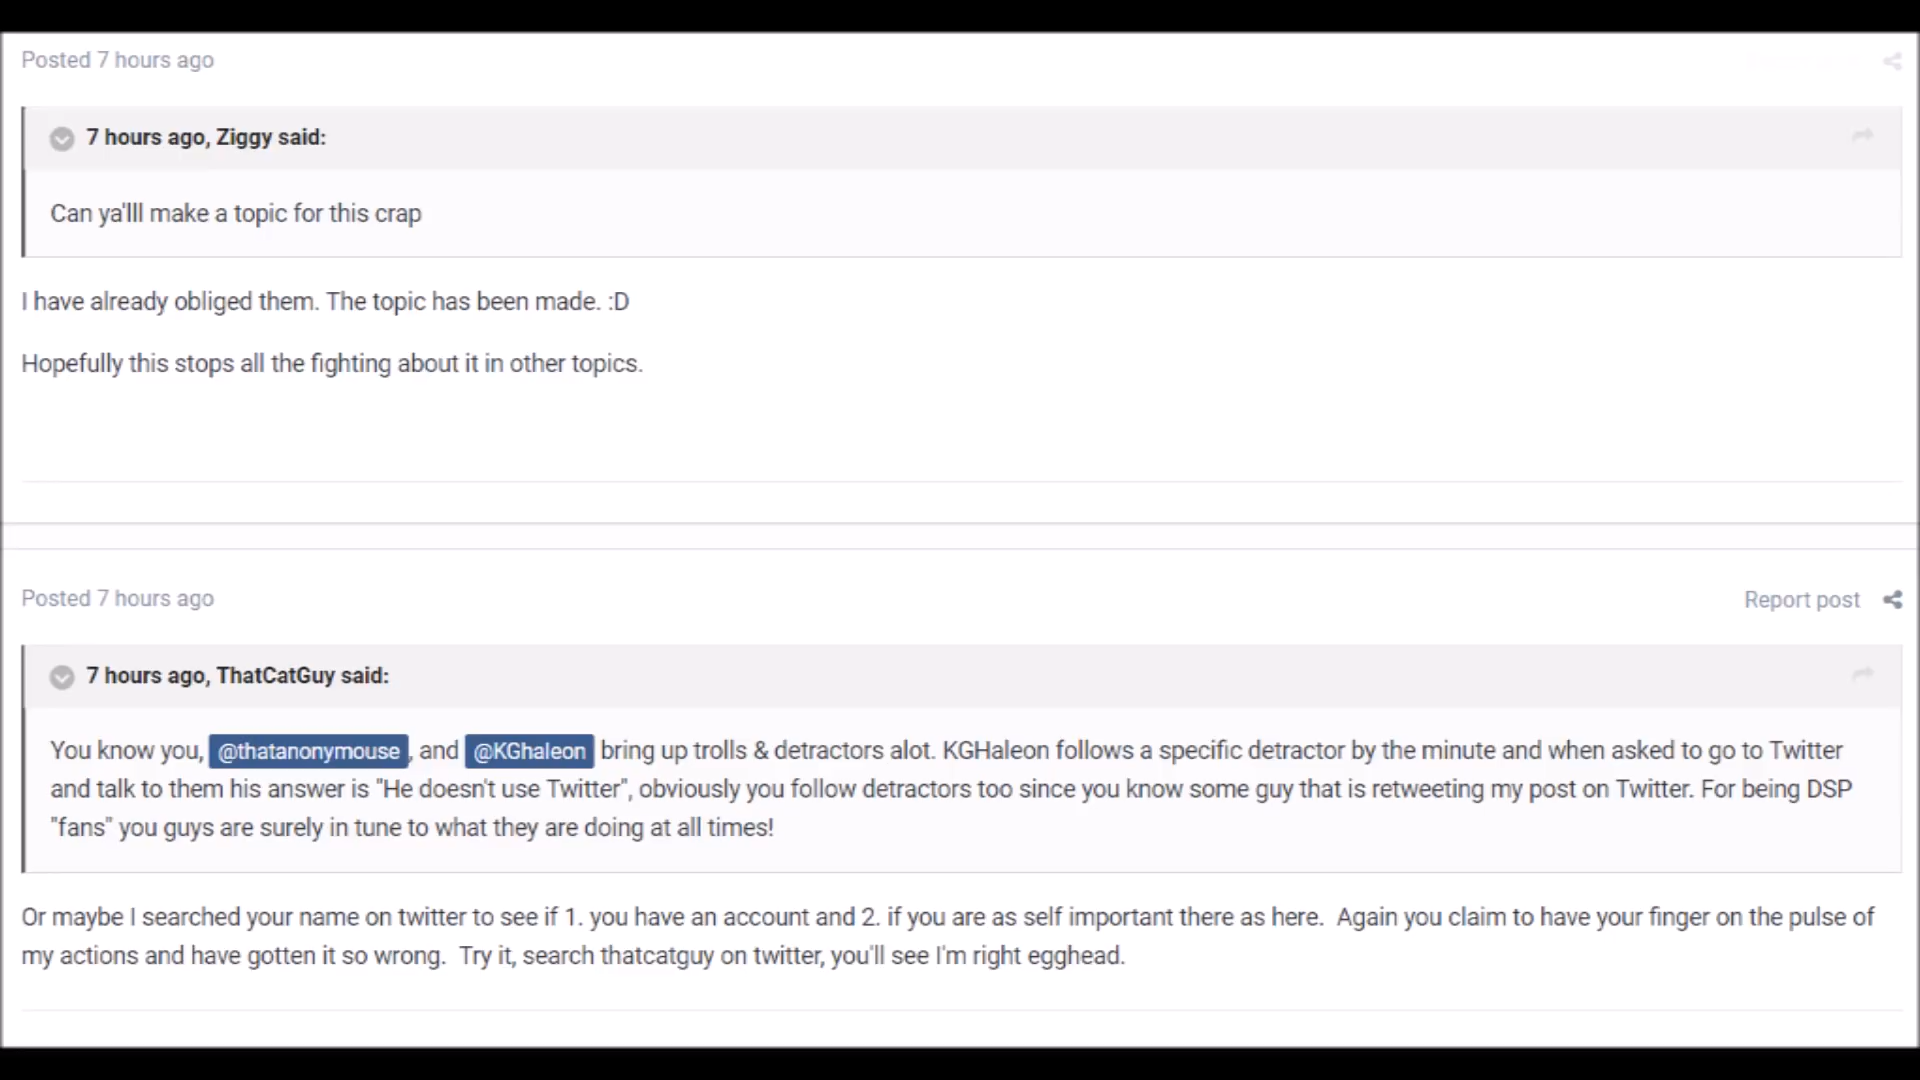 Posted 7 hours ago
7 hours ago, Ziggy said:
Can ya'lll make a topic for this crap
I have already obliged them. The topic has been made. :D
Hopefully this stops all the fighting about it in other topics.
Posted 7 hours ago
Report post
7 hours ago, ThatCatGuy said:
You know you, @thatanonymouse, and @KGhaleon bring up trolls & detractors alot. KGHaleon follows a specific detractor by the minute and when asked to go to Twitter
and talk to them his answer is "He doesn't use Twitter", obviously you follow detractors too since you know some guy that is retweeting my post on Twitter. For being DSP
"fans" you guys are surely in tune to what they are doing at all times!
Or maybe I searched your name on twitter to see if 1. you have an account and 2. if you are as self important there as here.  Again you claim to have your finger on the pulse of
my actions and have gotten it so wrong.  Try it, search thatcatguy on twitter, you'll see I'm right egghead.